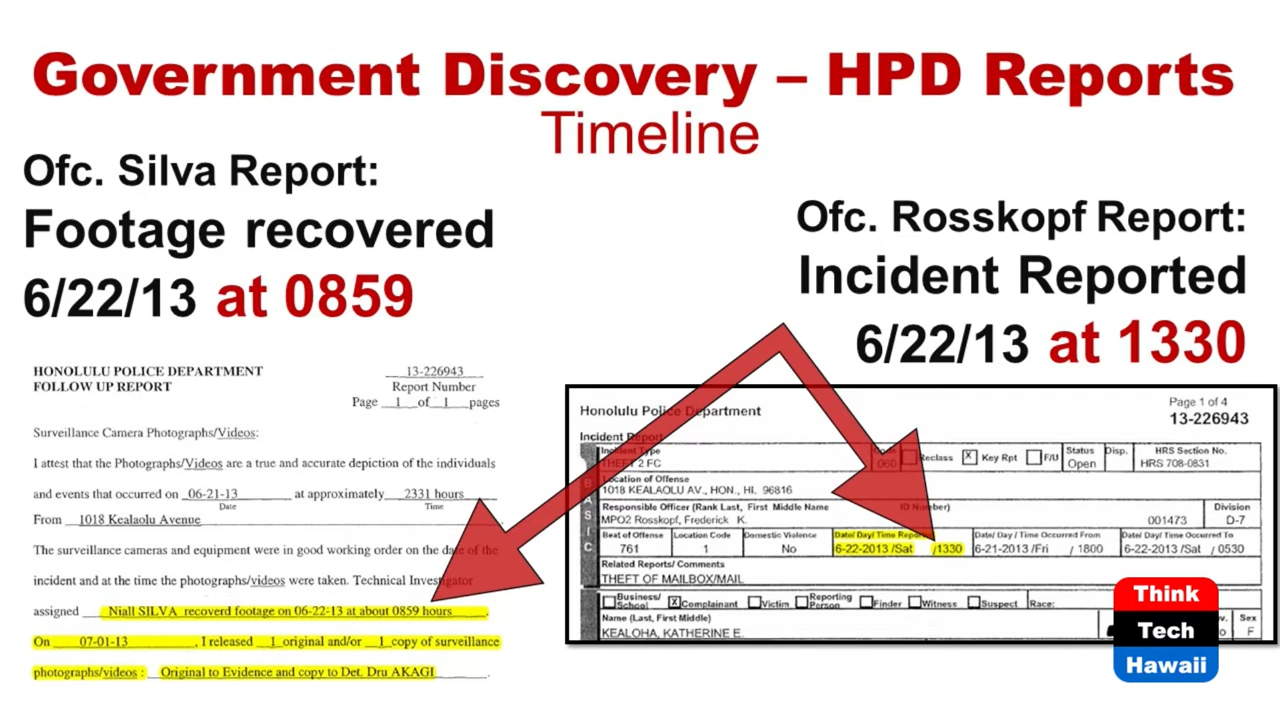 Government Discovery – HPD Reports
Timeline
Ofc. Silva Report:
Footage recovered
6/22/13 at 0859
Ofc. Rosskopf Report:
Incident Reported
6/22/13 at 1330
HONOLULU POLICE DEPARTMENT
FOLLOW UP REPORT
13-226943
Report Number
Page 1 of 1 pages
Surveillance Camera Photographs/Videos:
I attest that the Photographs/Videos are a true and accurate depiction of the individuals
and events that occurred on 06-21-13 at approximately 2331 hours
Date Time
From 1018 Kealaolu Avenue
The surveillance cameras and equipment were in good working order on the date of the
incident and at the time the photographs/videos were taken. Technical Investigator
assigned Niall SILVA recoverd footage on 06-22-13 at about 0859 hours.
On 07-01-13, I released 1 original and/or 1 copy of surveillance
photographs/videos : Original to Evidence and copy to Det. Dru AKAGI.
Honolulu Police Department
Page 1 of 4
13-226943
Incident Report
BASIC
Incident Type
THEFT 2 FC
060
Reclass
X Key Rpt
F/U
Status
Open
Disp.
HRS Section No.
HRS 708-0831
Location of Offense
1018 KEALAOLU AV., HON., HI. 96816
Responsible Officer (Rank Last, First Middle Name ID Number)
MPO2 Rosskopf, Frederick K. 001473
Division
D-7
Beat of Offense
761
Location Code
1
Domestic Violence
No
Date/ Day/ Time
6-22-2013 /Sat /1330
Date/ Day / Time Occurred From
6-21-2013 /Fri / 1800
Date/ Day / Time Occurred To
6-22-2013 /Sat / 0530
Related Reports/ Comments
THEFT OF MAILBOX/MAIL
Business/ School
X Complainant
Victim
Reporting Person
Finder
Witness
Suspect
Race:
Sex
F
Name (Last, First Middle)
KEALOHA, KATHERINE E.
Think
Tech
Hawaii